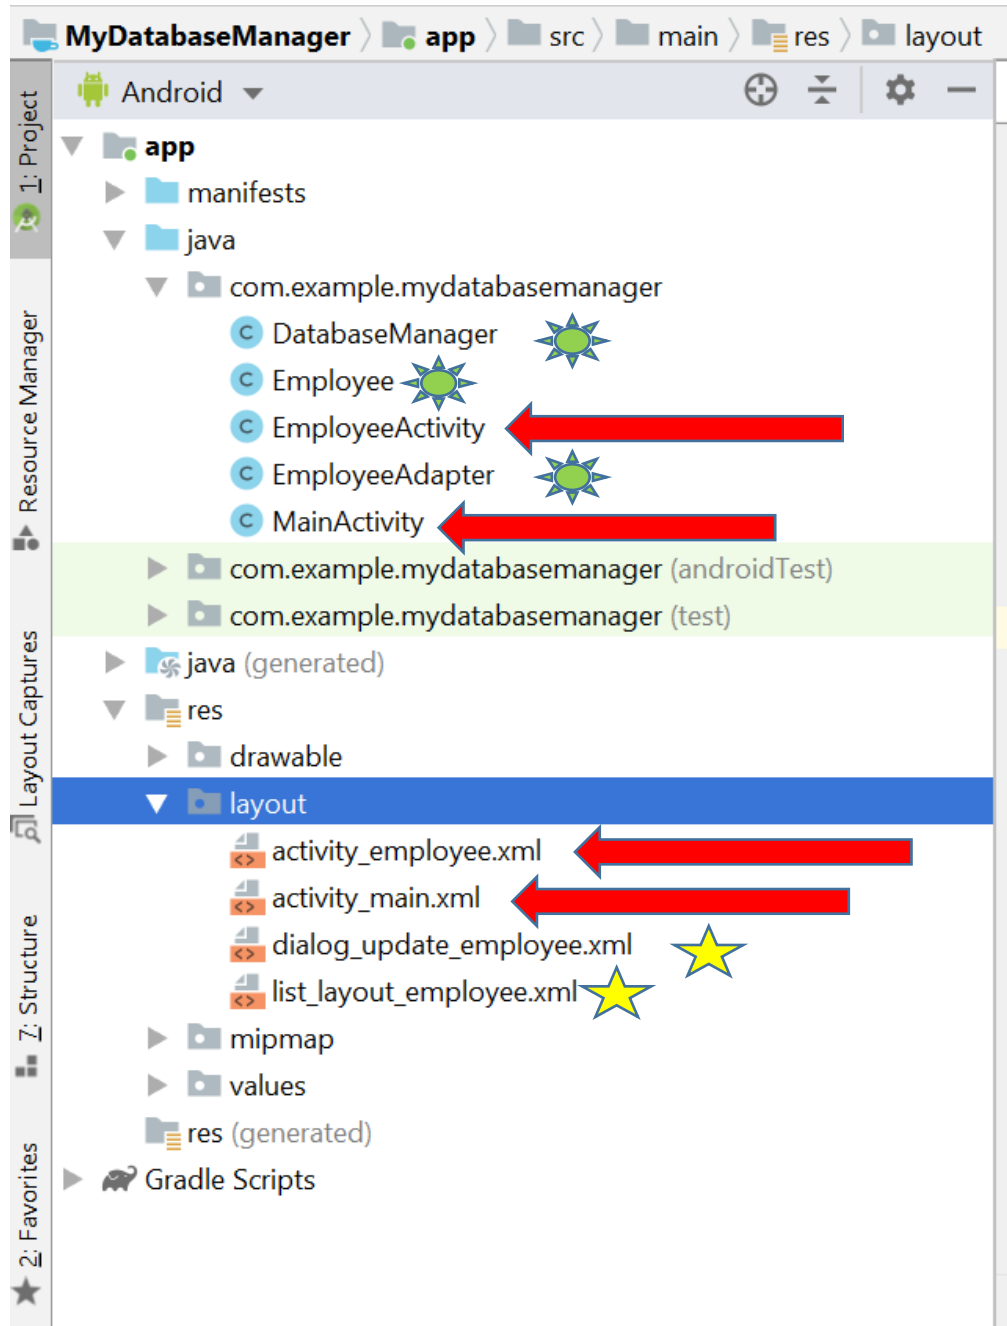 MyDatabaseManager app src main res layout
Android
1: Project
Resource Manager
Layout Captures
7: Structure
2: Favorites
app
manifests
java
com.example.mydatabasemanager
DatabaseManager
Employee
EmployeeActivity
EmployeeAdapter
MainActivity
com.example.mydatabasemanager (androidTest)
com.example.mydatabasemanager (test)
java (generated)
res
drawable
layout
activity_employee.xml
activity_main.xml
dialog_update_employee.xml
list_layout_employee.xml
mipmap
values
res (generated)
Gradle Scripts